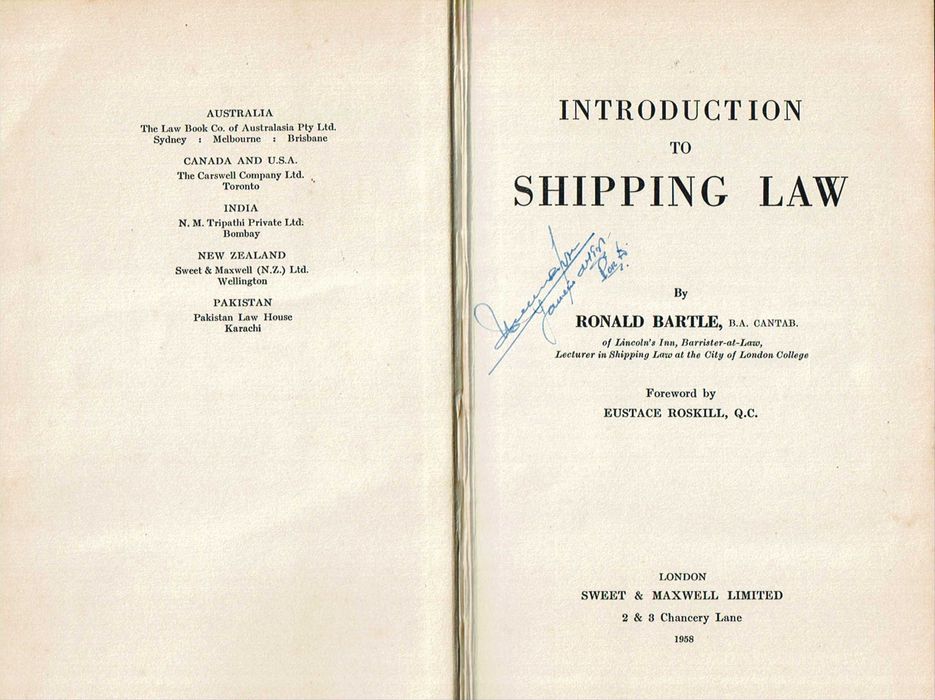 AUSTRALIA
The Law Book Co. of Australasia Pty Ltd.
Sydney : Melbourne : Brisbane
CANADA AND U.S.A.
The Carswell Company Ltd.
Toronto
INDIA
N. M. Tripathi Private Ltd.
Bombay
NEW ZEALAND
Sweet & Maxwell (N.Z.) Ltd.
Wellington
PAKISTAN
Pakistan Law House
Karachi
INTRODUCTION
TO
SHIPPING LAW
By
RONALD BARTLE, B.A. CANTAB.
of Lincoln's Inn, Barrister-at-Law,
Lecturer in Shipping Law at the City of London College
Foreword by
EUSTACE ROSKILL, Q.C.
LONDON
SWEET & MAXWELL LIMITED
2 & 3 Chancery Lane
1958